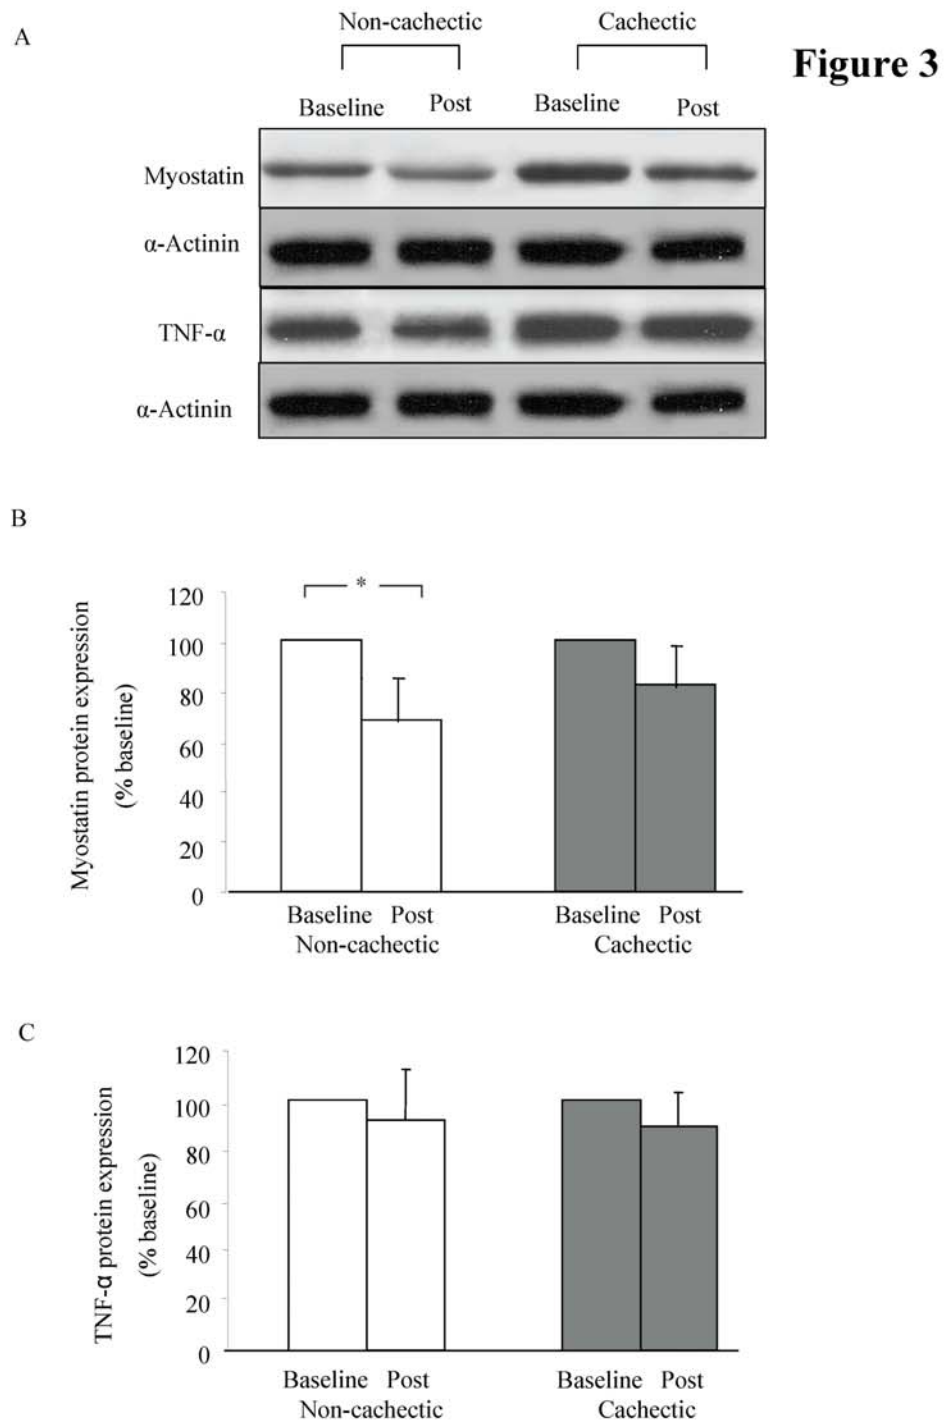 A
Non-cachectic Cachectic
Figure 3
Baseline Post Baseline Post
Myostatin
α-Actinin
TNF-α
α-Actinin
B
Myostatin protein expression
(% baseline)
*
120
100
80
60
40
20
0
Baseline Post Baseline Post
Non-cachectic Cachectic
C
TNF-α protein expression
(% baseline)
120
100
80
60
40
20
0
Baseline Post Baseline Post
Non-cachectic Cachectic